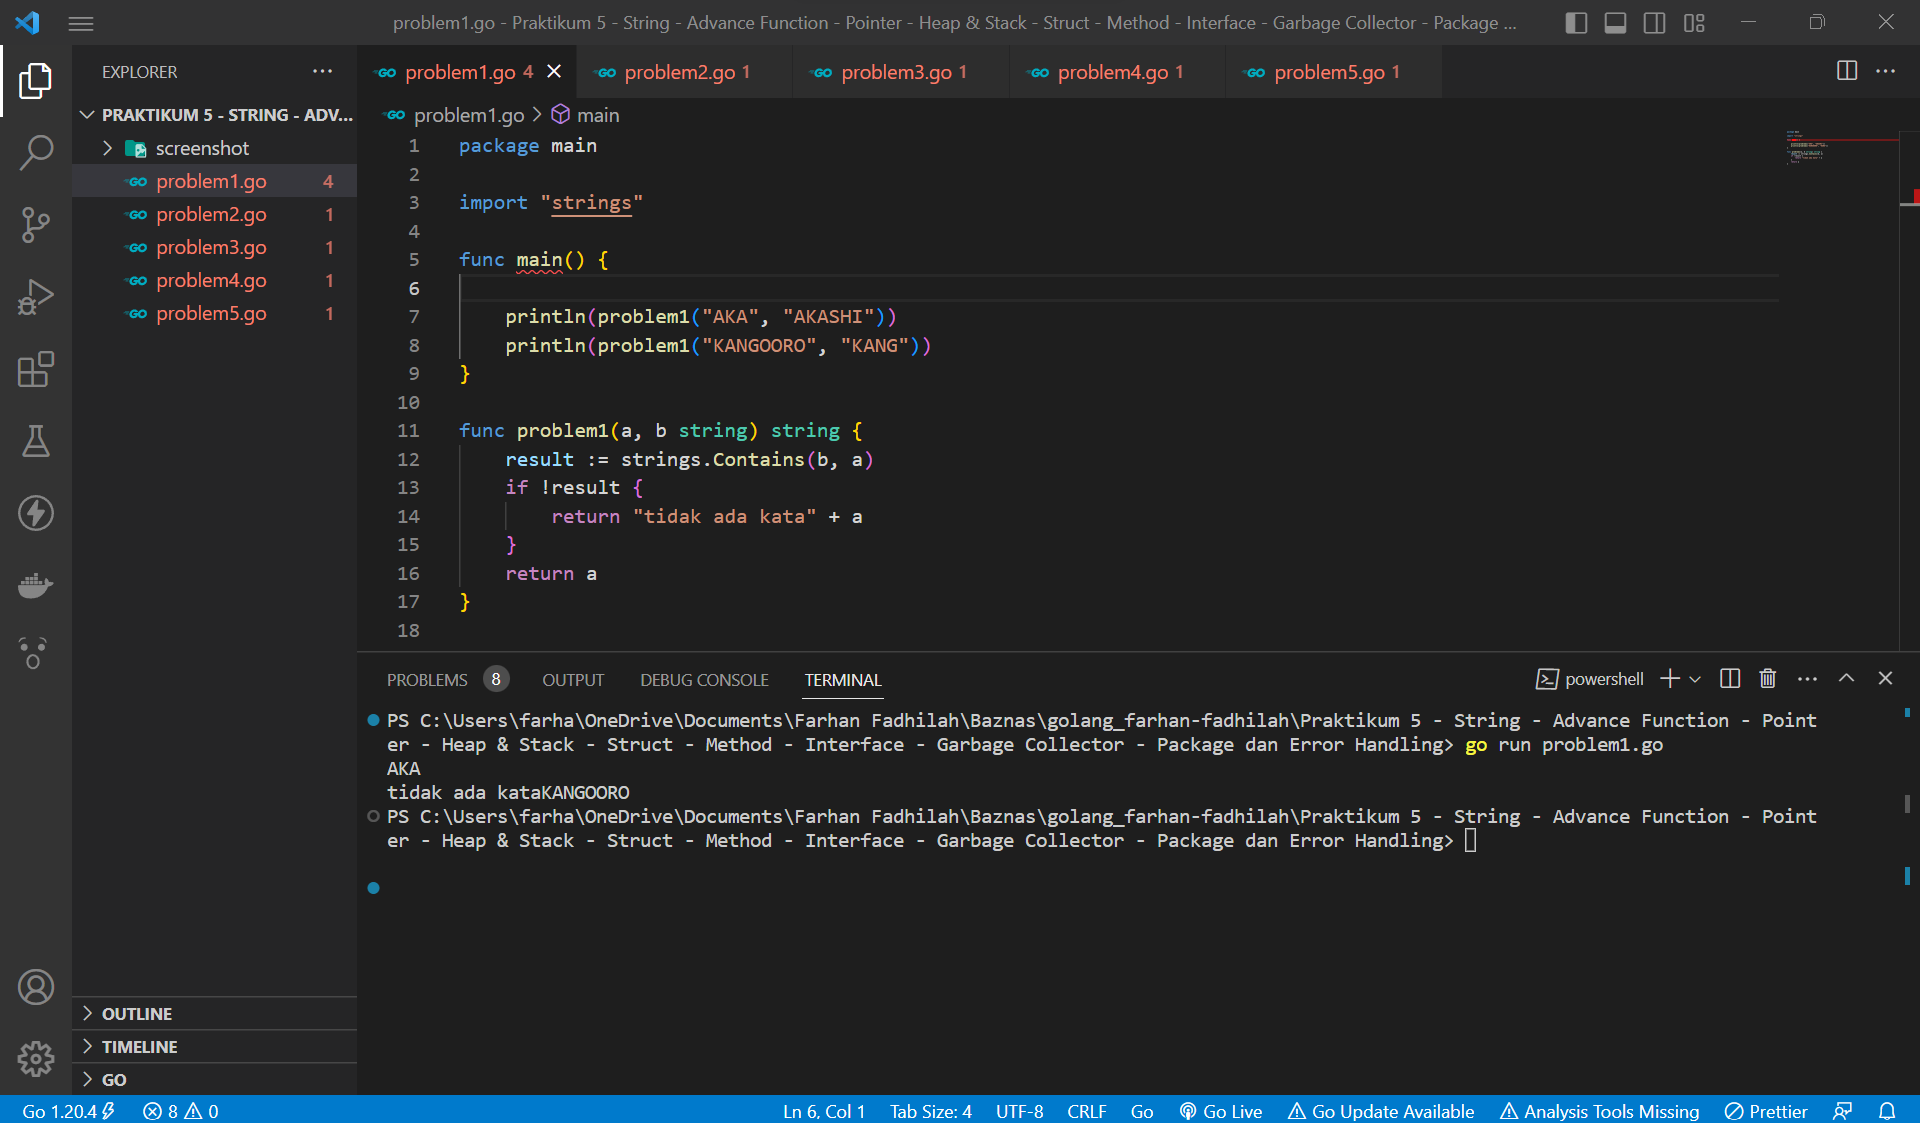 problem1.go - Praktikum 5 - String - Advance Function - Pointer - Heap & Stack - Struct - Method - Interface - Garbage Collector - Package ...
EXPLORER
PRAKTIKUM 5 - STRING - ADV...
screenshot
problem1.go 4
problem2.go 1
problem3.go 1
problem4.go 1
problem5.go 1
OUTLINE
TIMELINE
GO
GO problem1.go 4
GO problem2.go 1
GO problem3.go 1
GO problem4.go 1
GO problem5.go 1
GO problem1.go > main
1 package main
2
3 import "strings"
4
5 func main() {
6
7 println(problem1("AKA", "AKASHI"))
8 println(problem1("KANGOORO", "KANG"))
9 }
10
11 func problem1(a, b string) string {
12 result := strings.Contains(b, a)
13 if !result {
14 return "tidak ada kata" + a
15 }
16 return a
17 }
18
PROBLEMS 8 OUTPUT DEBUG CONSOLE TERMINAL
powershell
PS C:\Users\farha\OneDrive\Documents\Farhan Fadhilah\Baznas\golang_farhan-fadhilah\Praktikum 5 - String - Advance Function - Point
er - Heap & Stack - Struct - Method - Interface - Garbage Collector - Package dan Error Handling> go run problem1.go
AKA
tidak ada kataKANGOORO
PS C:\Users\farha\OneDrive\Documents\Farhan Fadhilah\Baznas\golang_farhan-fadhilah\Praktikum 5 - String - Advance Function - Point
er - Heap & Stack - Struct - Method - Interface - Garbage Collector - Package dan Error Handling>
Go 1.20.4 8 0 Ln 6, Col 1 Tab Size: 4 UTF-8 CRLF Go Go Live Go Update Available Analysis Tools Missing Prettier